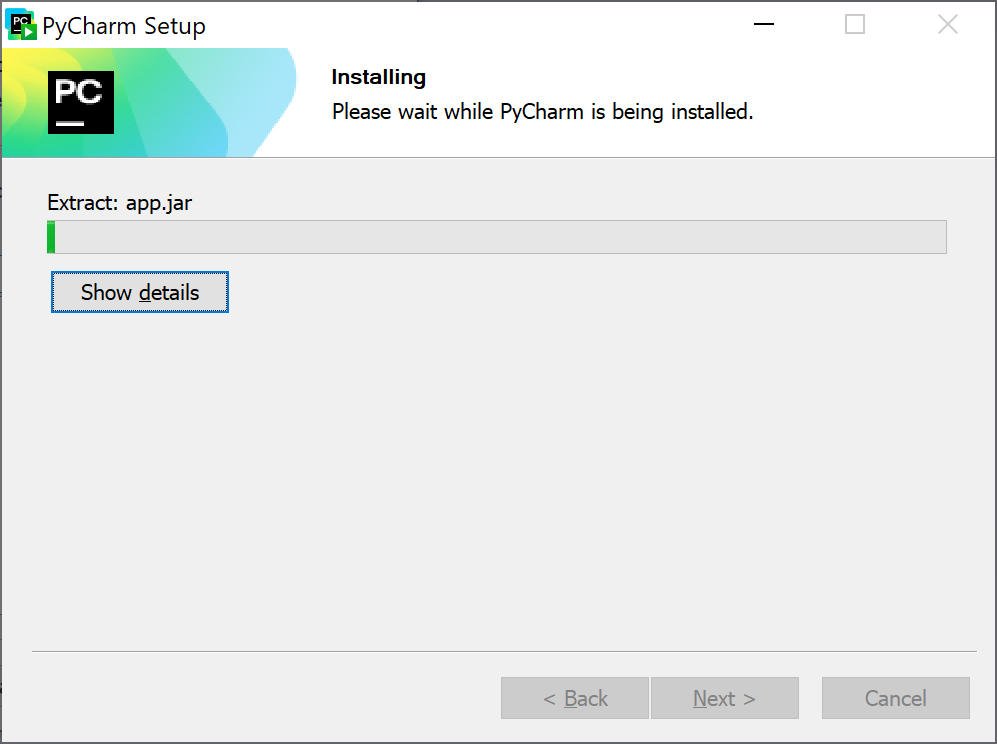 PyCharm Setup
PC
Installing
Please wait while PyCharm is being installed.
Extract: app.jar
Show details
< Back
Next >
Cancel